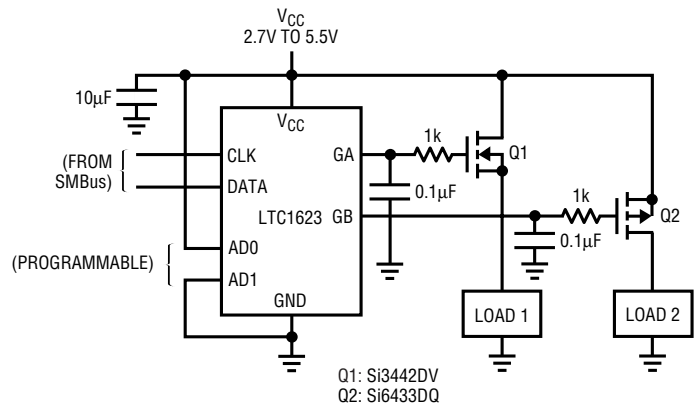 VCC
2.7V TO 5.5V
10µF
VCC
(FROM
SMBus)
CLK
DATA
GA
1k
Q1
0.1µF
LTC1623
GB
1k
Q2
0.1µF
(PROGRAMMABLE)
AD0
AD1
GND
LOAD 1
LOAD 2
Q1: Si3442DV
Q2: Si6433DQ